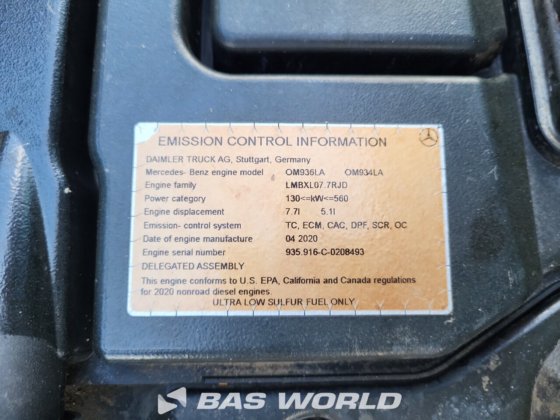 EMISSION CONTROL INFORMATION
DAIMLER TRUCK AG, Stuttgart, Germany
Mercedes- Benz engine model OM936LA OM934LA
Engine family LMBXL07.7RJD
Power category 130<=kW<=560
Engine displacement 7.7l 5.1l
Emission- control system TC, ECM, CAC, DPF, SCR, OC
Date of engine manufacture 04 2020
Engine serial number 935.916-C-0208493
DELEGATED ASSEMBLY
This engine conforms to U.S. EPA, California and Canada regulations
for 2020 nonroad diesel engines.
ULTRA LOW SULFUR FUEL ONLY
BAS WORLD